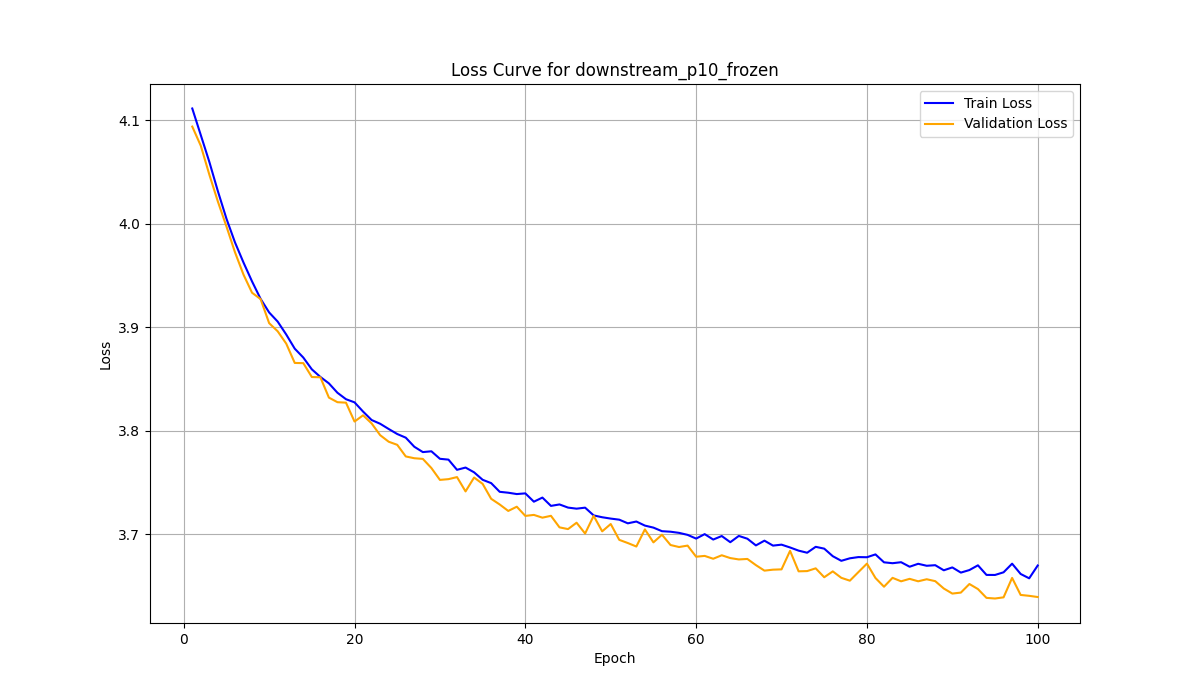 Loss Curve for downstream_p10_frozen
Train Loss
Validation Loss
4.1
4.0
3.9
3.8
3.7
Loss
0
20
40
60
80
100
Epoch